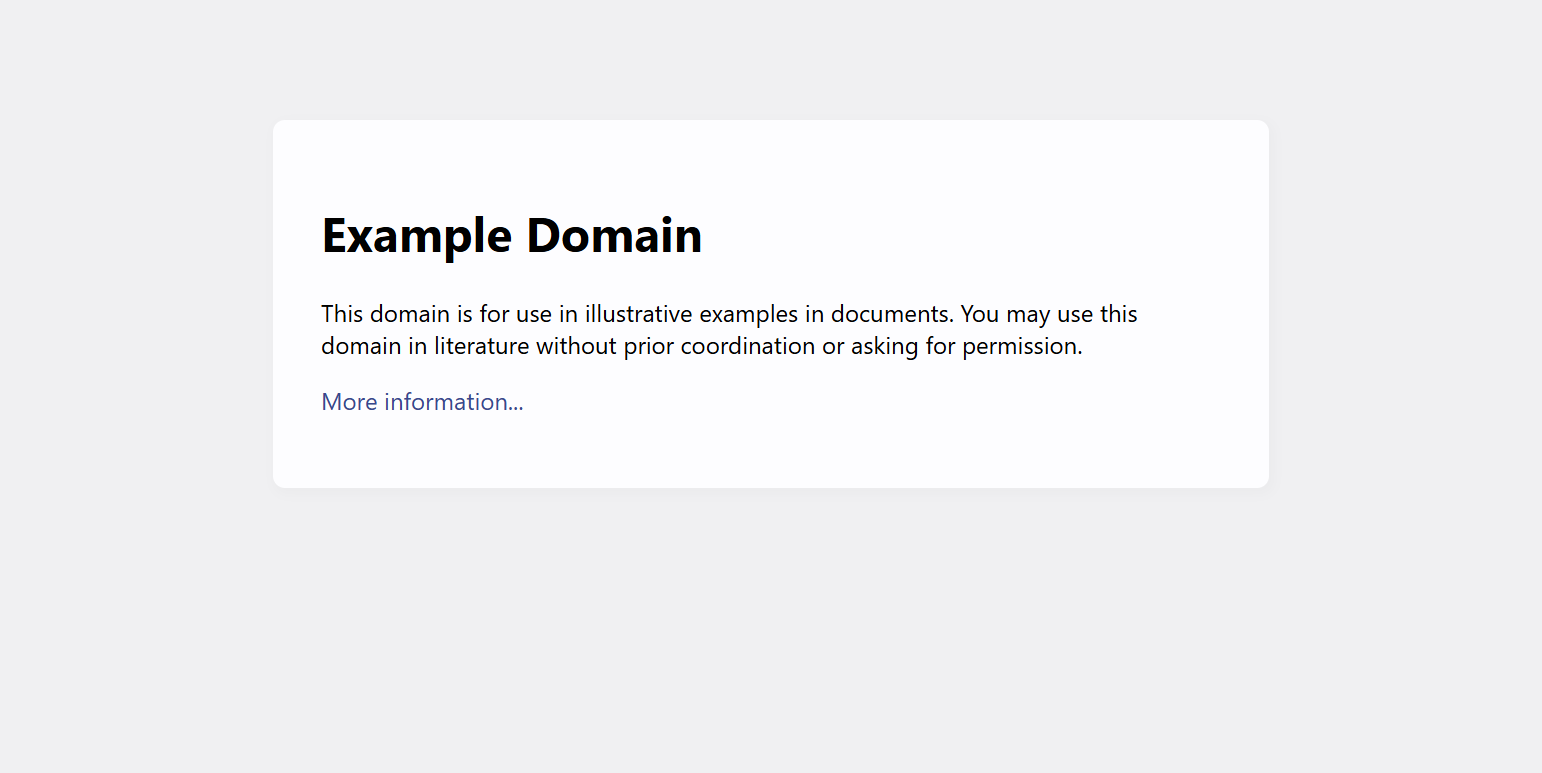 Example Domain
This domain is for use in illustrative examples in documents. You may use this
domain in literature without prior coordination or asking for permission.
More information...